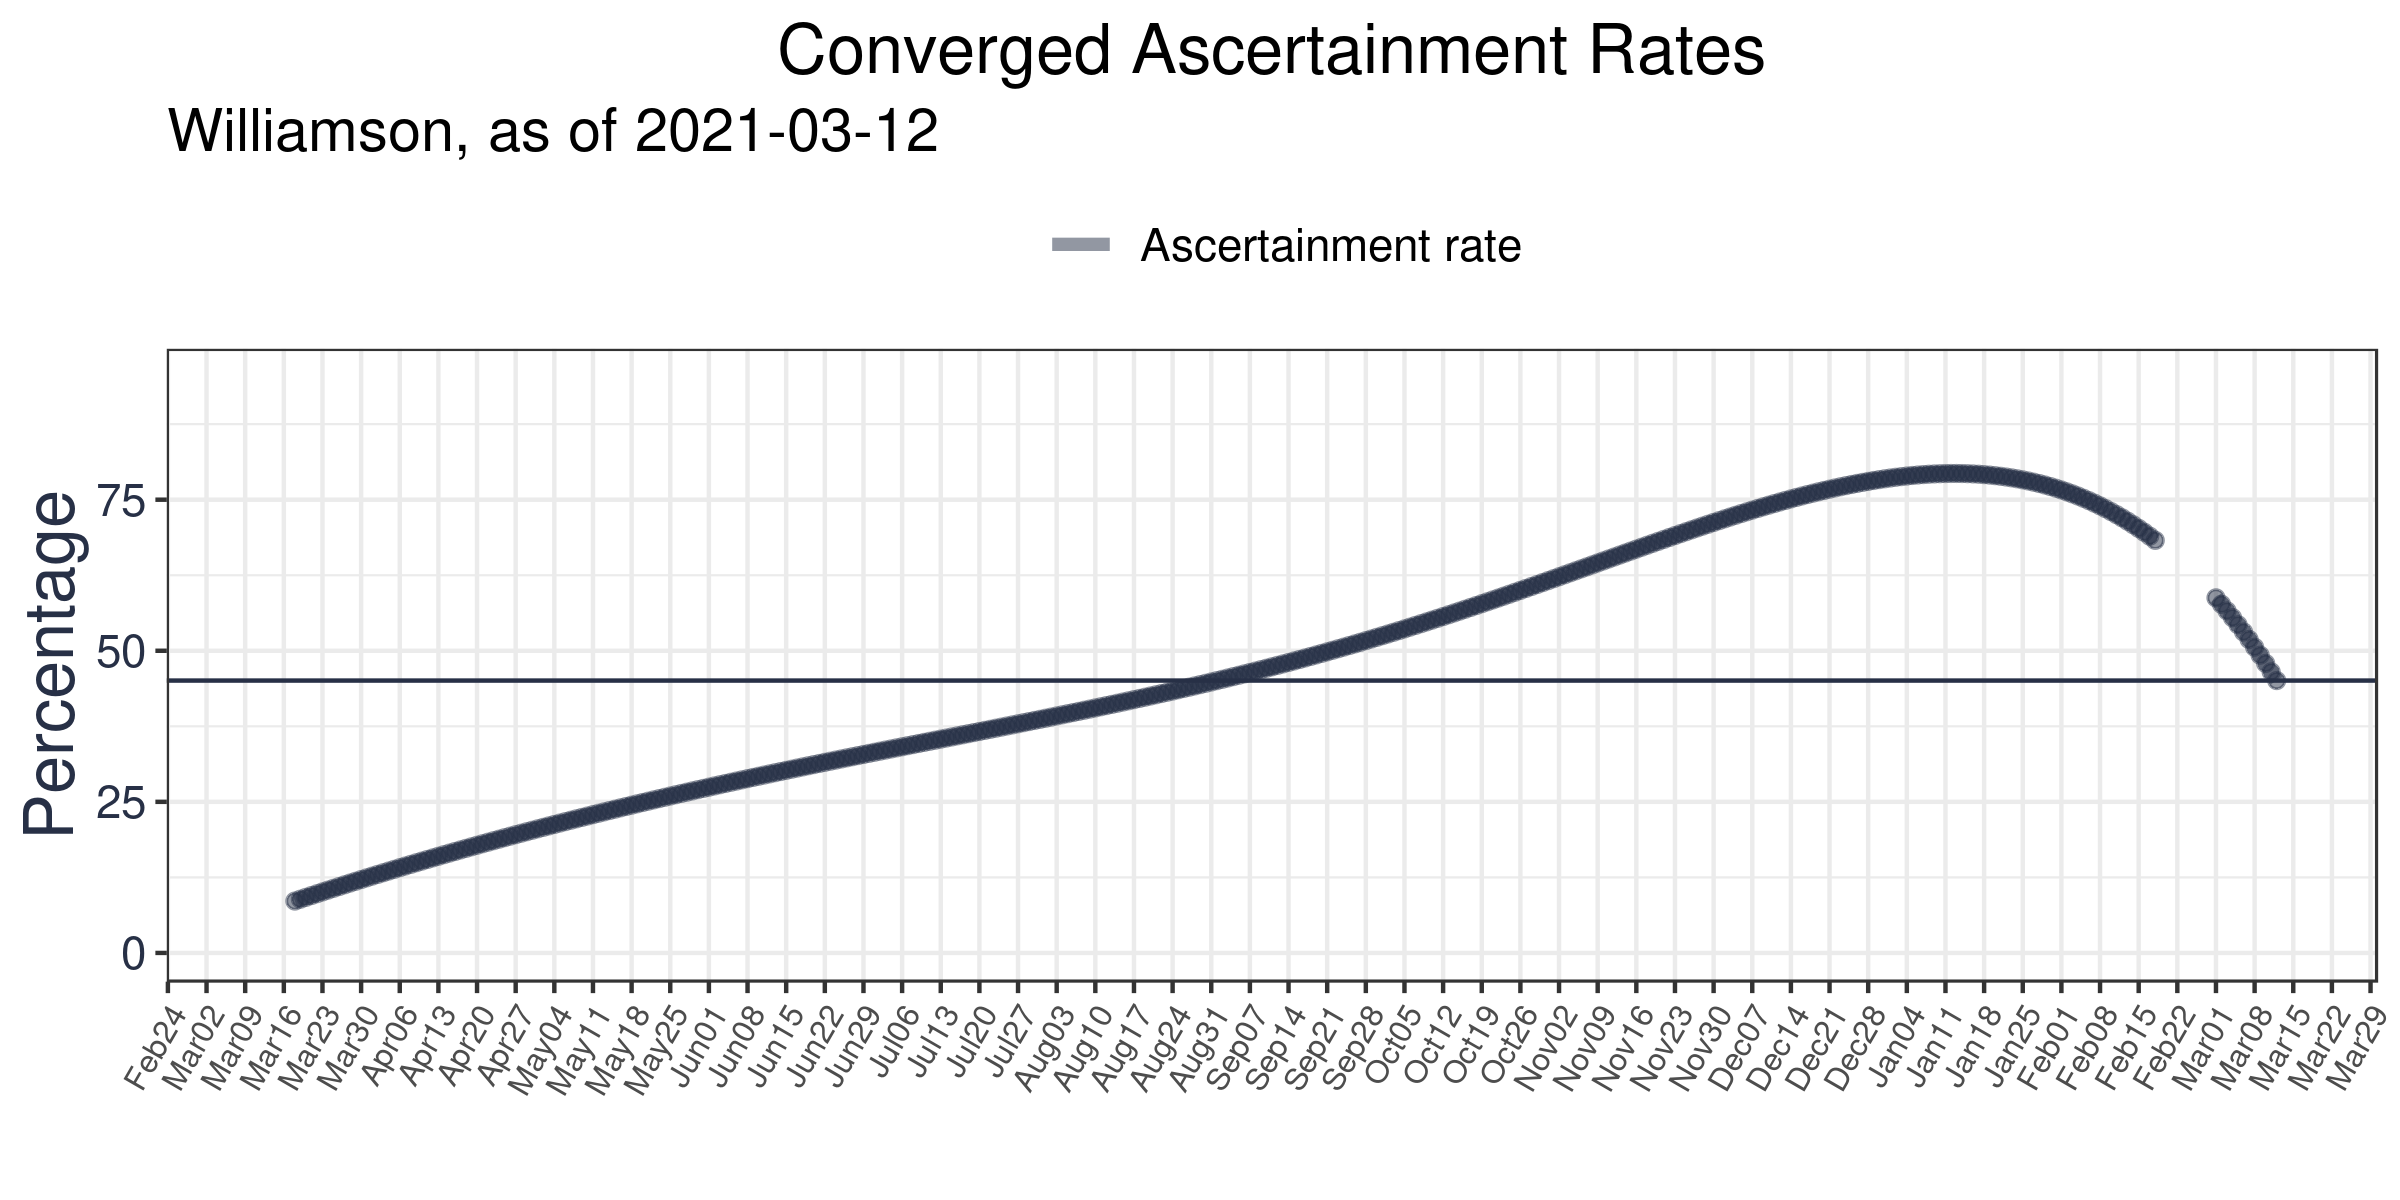 Converged Ascertainment Rates
Williamson, as of 2021-03-12
Ascertainment rate
Percentage
75
50
25
0
Feb24 Mar02 Mar09 Mar16 Mar23 Mar30 Apr06 Apr13 Apr20 Apr27 May04 May11 May18 May25 Jun01 Jun08 Jun15 Jun22 Jun29 Jul06 Jul13 Jul20 Jul27 Aug03 Aug10 Aug17 Aug24 Aug31 Sep07 Sep14 Sep21 Sep28 Oct05 Oct12 Oct19 Oct26 Nov02 Nov09 Nov16 Nov23 Nov30 Dec07 Dec14 Dec21 Dec28 Jan04 Jan11 Jan18 Jan25 Feb01 Feb08 Feb15 Feb22 Mar01 Mar08 Mar15 Mar22 Mar29